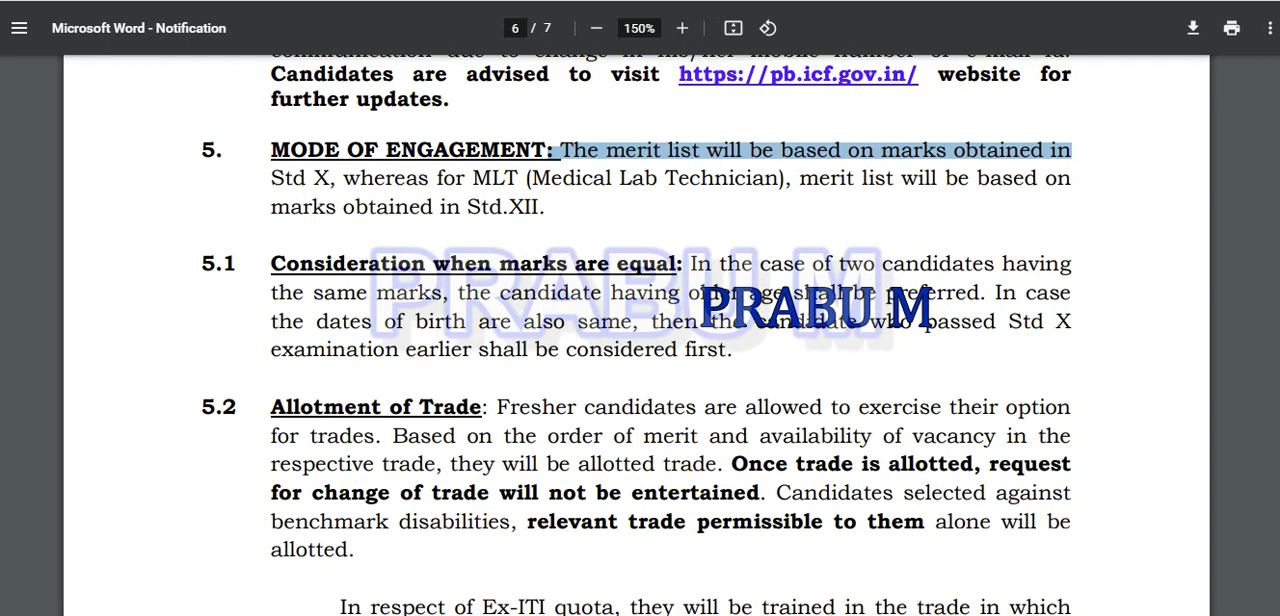 Microsoft Word - Notification
6 / 7
150%
Candidates are advised to visit https://pb.icf.gov.in/ website for
further updates.
5. MODE OF ENGAGEMENT: The merit list will be based on marks obtained in
Std X, whereas for MLT (Medical Lab Technician), merit list will be based on
marks obtained in Std.XII.
5.1 Consideration when marks are equal: In the case of two candidates having
the same marks, the candidate having older age shall be preferred. In case
the dates of birth are also same, then the candidate who passed Std X
examination earlier shall be considered first.
PRABU M
PRABU M
5.2 Allotment of Trade: Fresher candidates are allowed to exercise their option
for trades. Based on the order of merit and availability of vacancy in the
respective trade, they will be allotted trade. Once trade is allotted, request
for change of trade will not be entertained. Candidates selected against
benchmark disabilities, relevant trade permissible to them alone will be
allotted.
In respect of Ex-ITI quota, they will be trained in the trade in which